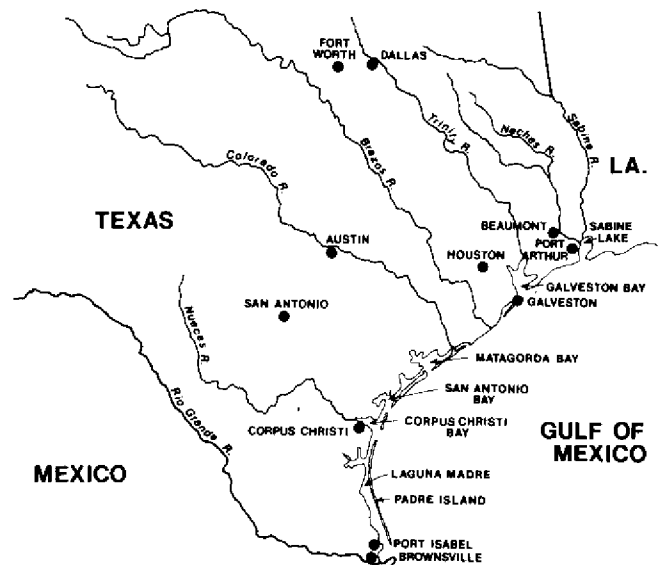 FORT
WORTH
DALLAS
Trinity R.
Neches R.
Sabine R.
Brazos R.
Colorado R.
LA.
TEXAS
BEAUMONT
SABINE
LAKE
PORT
ARTHUR
AUSTIN
HOUSTON
GALVESTON BAY
GALVESTON
SAN ANTONIO
Nueces R.
MATAGORDA BAY
SAN ANTONIO
BAY
Rio Grande R.
CORPUS CHRISTI
CORPUS CHRISTI
BAY
GULF OF
MEXICO
MEXICO
LAGUNA MADRE
PADRE ISLAND
PORT ISABEL
BROWNSVILLE